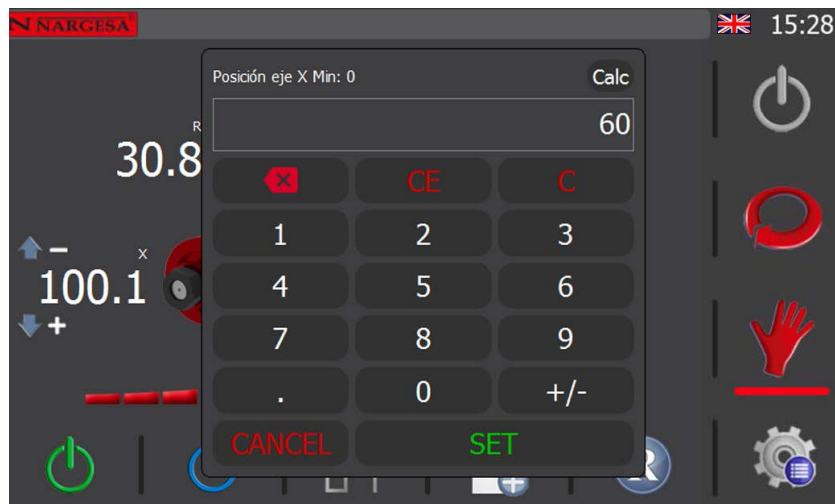 NARGESA
15:28
Posición eje X Min: 0
Calc
60
R
30.8
CE
C
1 2 3
X
100.1
4 5 6
7 8 9
. 0 +/-
CANCEL SET
R